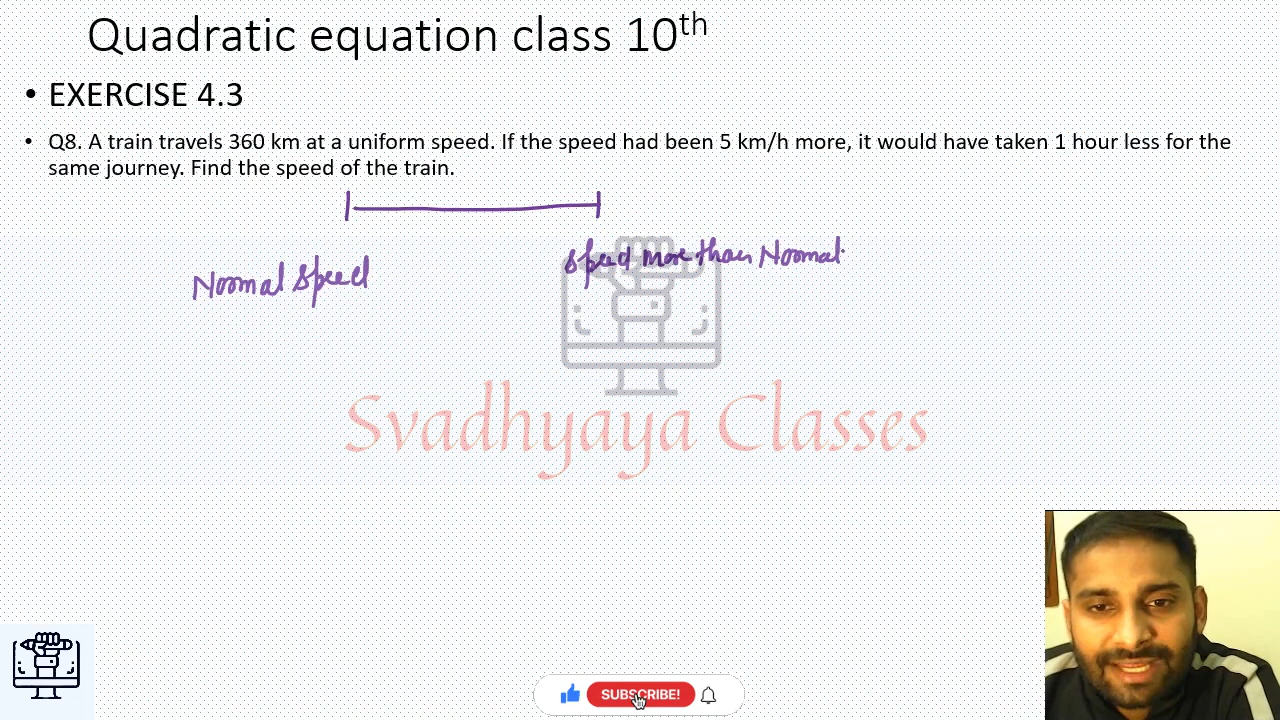 Quadratic equation class 10th
• EXERCISE 4.3
• Q8. A train travels 360 km at a uniform speed. If the speed had been 5 km/h more, it would have taken 1 hour less for the
same journey. Find the speed of the train.
Normal Speed
Speed more than Normal
Svadhyaya Classes
SUBSCRIBE!